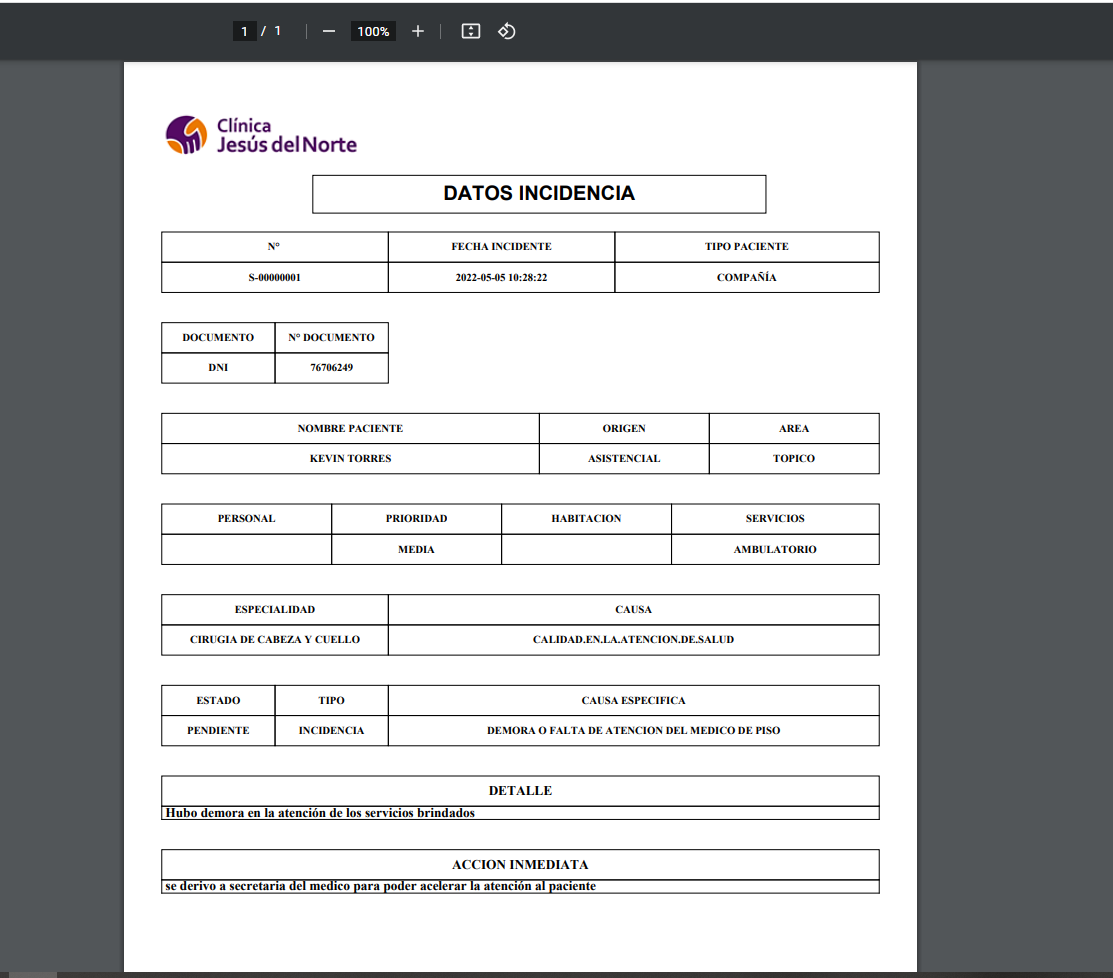 1 / 1 100%
Clínica
Jesús del Norte
DATOS INCIDENCIA
N° FECHA INCIDENTE TIPO PACIENTE
S-00000001 2022-05-05 10:28:22 COMPAÑÍA
DOCUMENTO N° DOCUMENTO
DNI 76706249
NOMBRE PACIENTE ORIGEN AREA
KEVIN TORRES ASISTENCIAL TOPICO
PERSONAL PRIORIDAD HABITACION SERVICIOS
MEDIA AMBULATORIO
ESPECIALIDAD CAUSA
CIRUGIA DE CABEZA Y CUELLO CALIDAD.EN.LA.ATENCION.DE.SALUD
ESTADO TIPO CAUSA ESPECIFICA
PENDIENTE INCIDENCIA DEMORA O FALTA DE ATENCION DEL MEDICO DE PISO
DETALLE
Hubo demora en la atención de los servicios brindados
ACCION INMEDIATA
se derivo a secretaria del medico para poder acelerar la atención al paciente